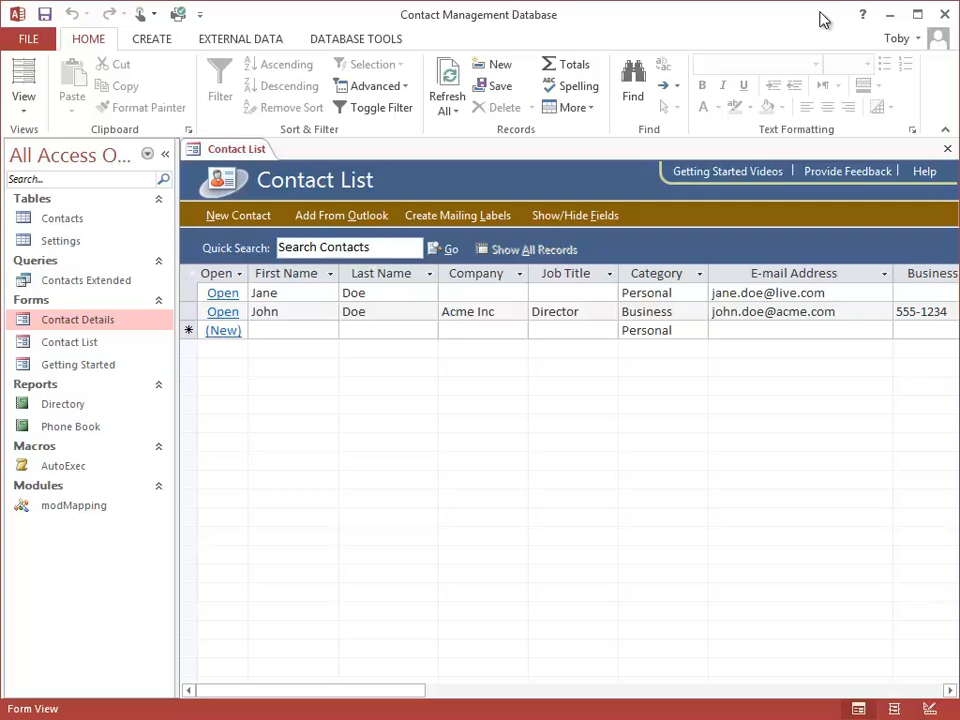 Contact Management Database
?
Toby
FILE HOME CREATE EXTERNAL DATA DATABASE TOOLS
View
Views
Paste
Cut
Copy
Format Painter
Clipboard
Filter
Ascending
Descending
Remove Sort
Selection
Advanced
Toggle Filter
Sort & Filter
Refresh
All
New
Save
Delete
Totals
Spelling
More
Records
Find
Find
B I U
A
Text Formatting
All Access O...
Search...
Tables
Contacts
Settings
Queries
Contacts Extended
Forms
Contact Details
Contact List
Getting Started
Reports
Directory
Phone Book
Macros
AutoExec
Modules
modMapping
Contact List
Contact List
Getting Started Videos | Provide Feedback | Help
New Contact Add From Outlook Create Mailing Labels Show/Hide Fields
Quick Search: Search Contacts Go Show All Records
Open First Name Last Name Company Job Title Category E-mail Address Business
Open Jane Doe Personal jane.doe@live.com
Open John Doe Acme Inc Director Business john.doe@acme.com 555-1234
(New) Personal
Form View